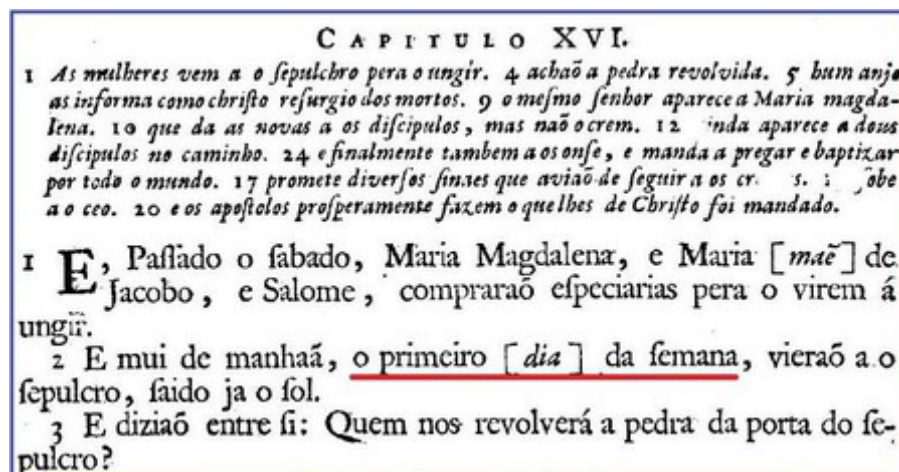 CAPITULO XVI.
1 As mulheres vem a o ſepulchro pera o ungir. 4 achaõ a pedra revolvida. 5 hum anjo
as informa como chriſto reſurgio dos mortos. 9 o meſmo ſenhor aparece a Maria magda-
lena. 10 que da as novas a os diſcipulos, mas naõ o crem. 12 aparece a dous
diſcipulos no caminho. 24 e finalmente tambem a os onſe, e manda a pregar e baptizar
por todo o mundo. 17 promete diverſos ſinaes que aviaõ de ſeguir a os
a o ceo. 20 e os apoſtolos proſperamente fazem o que lhes de Chriſto foi mandado.
1 E, Paſſado o ſabado, Maria Magdalena, e Maria [maẽ] de
Jacobo, e Salome, compraraõ eſpeciarias pera o virem á
ungir.
2 E mui de manhaã, o primeiro [dia] da ſemana, vieraõ a o
ſepulcro, ſaido ja o ſol.
3 E diziaõ entre ſi: Quem nos revolverá a pedra da porta do ſe-
pulcro?